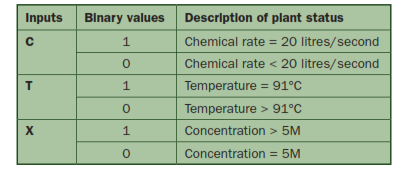 Inputs Binary values Description of plant status
C 1 Chemical rate = 20 litres/second
0 Chemical rate < 20 litres/second
T 1 Temperature = 91°C
0 Temperature > 91°C
X 1 Concentration > 5M
0 Concentration = 5M